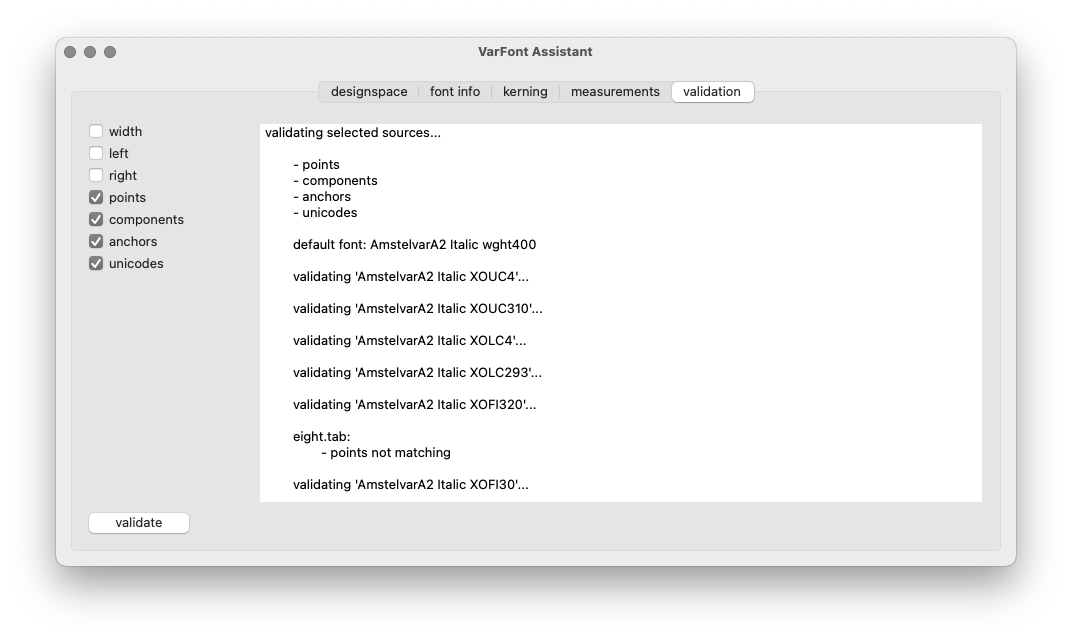 VarFont Assistant
designspace
font info
kerning
measurements
validation
width
left
right
points
components
anchors
unicodes
validating selected sources...
- points
- components
- anchors
- unicodes
default font: AmstelvarA2 Italic wght400
validating 'AmstelvarA2 Italic XOUC4'...
validating 'AmstelvarA2 Italic XOUC310'...
validating 'AmstelvarA2 Italic XOLC4'...
validating 'AmstelvarA2 Italic XOLC293'...
validating 'AmstelvarA2 Italic XOFI320'...
eight.tab:
- points not matching
validating 'AmstelvarA2 Italic XOFI30'...
validate